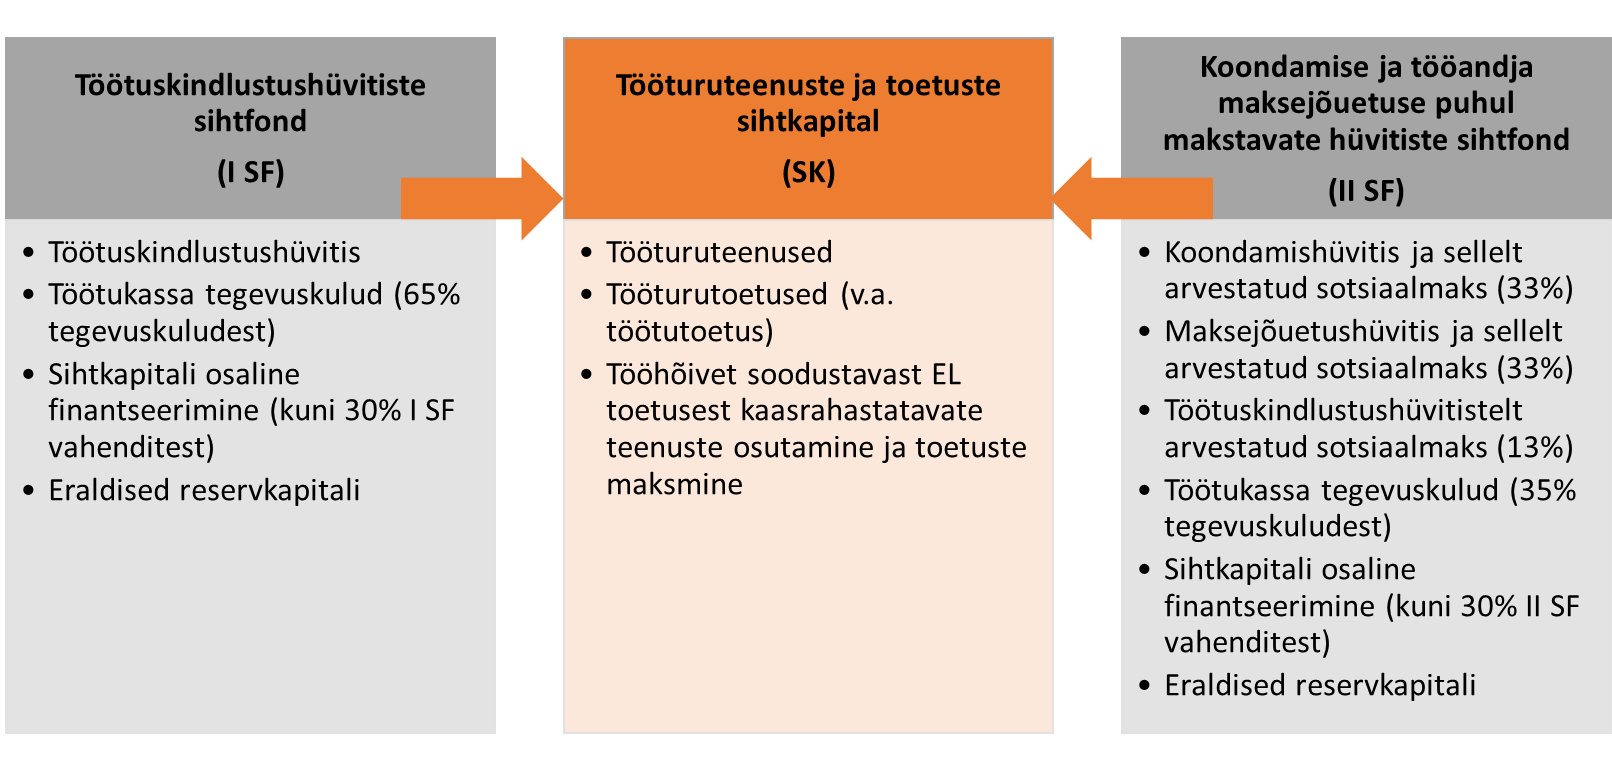 Töötuskindlustushüvitiste
sihtfond
(I SF)
• Töötuskindlustushüvitis
• Töötukassa tegevuskulud (65%
tegevuskuludest)
• Sihtkapitali osaline
finantseerimine (kuni 30% I SF
vahenditest)
• Eraldised reservkapitali
Tööturuteenuste ja toetuste
sihtkapital
(SK)
• Tööturuteenused
• Tööturutoetused (v.a.
töötutoetus)
• Tööhõivet soodustavast EL
toetusest kaasrahastatavate
teenuste osutamine ja toetuste
maksmine
Koondamise ja tööandja
maksejõuetuse puhul
makstavate hüvitiste sihtfond
(II SF)
• Koondamishüvitis ja sellelt
arvestatud sotsiaalmaks (33%)
• Maksejõuetushüvitis ja sellelt
arvestatud sotsiaalmaks (33%)
• Töötuskindlustushüvitistelt
arvestatud sotsiaalmaks (13%)
• Töötukassa tegevuskulud (35%
tegevuskuludest)
• Sihtkapitali osaline
finantseerimine (kuni 30% II SF
vahenditest)
• Eraldised reservkapitali